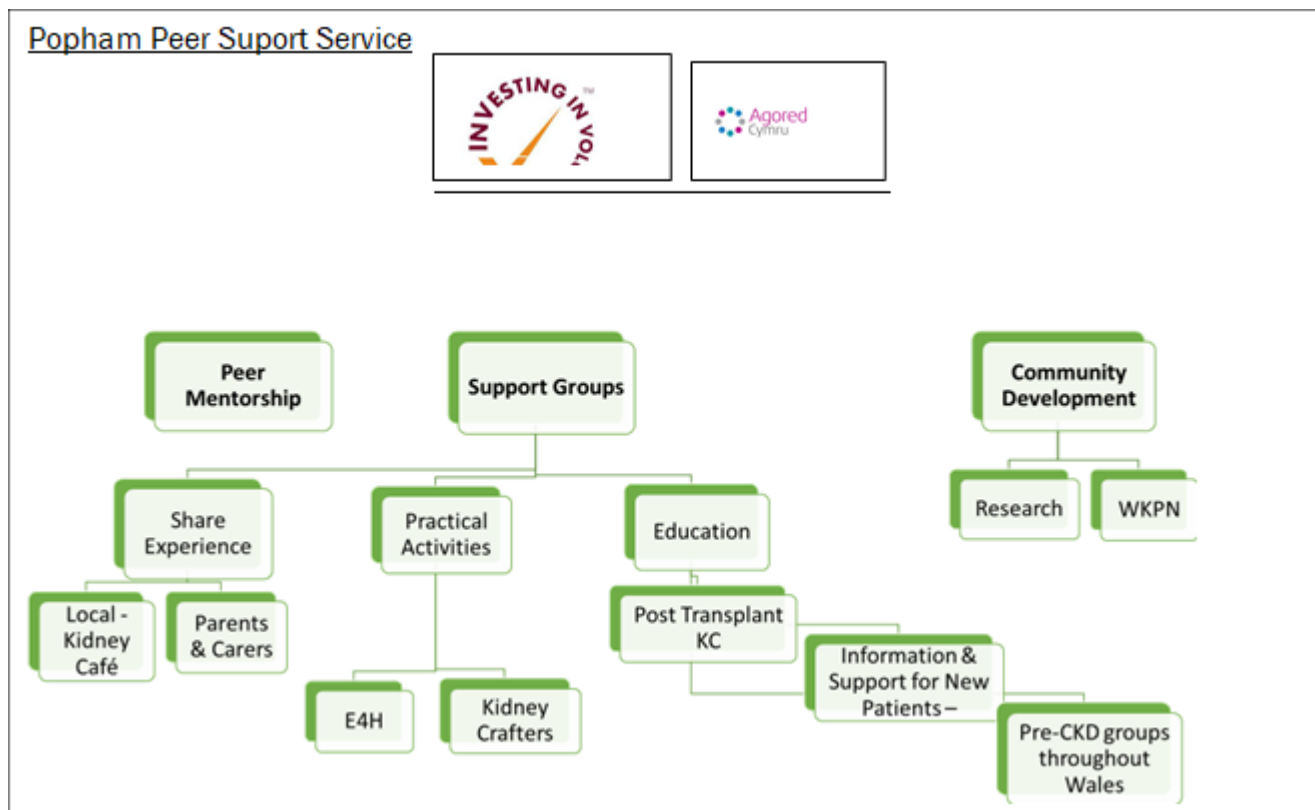 Popham Peer Suport Service
INVESTING IN VOL
TM
Agored
Cymru
Peer
Mentorship
Support Groups
Community
Development
Share
Experience
Practical
Activities
Education
Research
WKPN
Local -
Kidney
Café
Parents
& Carers
Post Transplant
KC
Information &
Support for New
Patients –
E4H
Kidney
Crafters
Pre-CKD groups
throughout
Wales